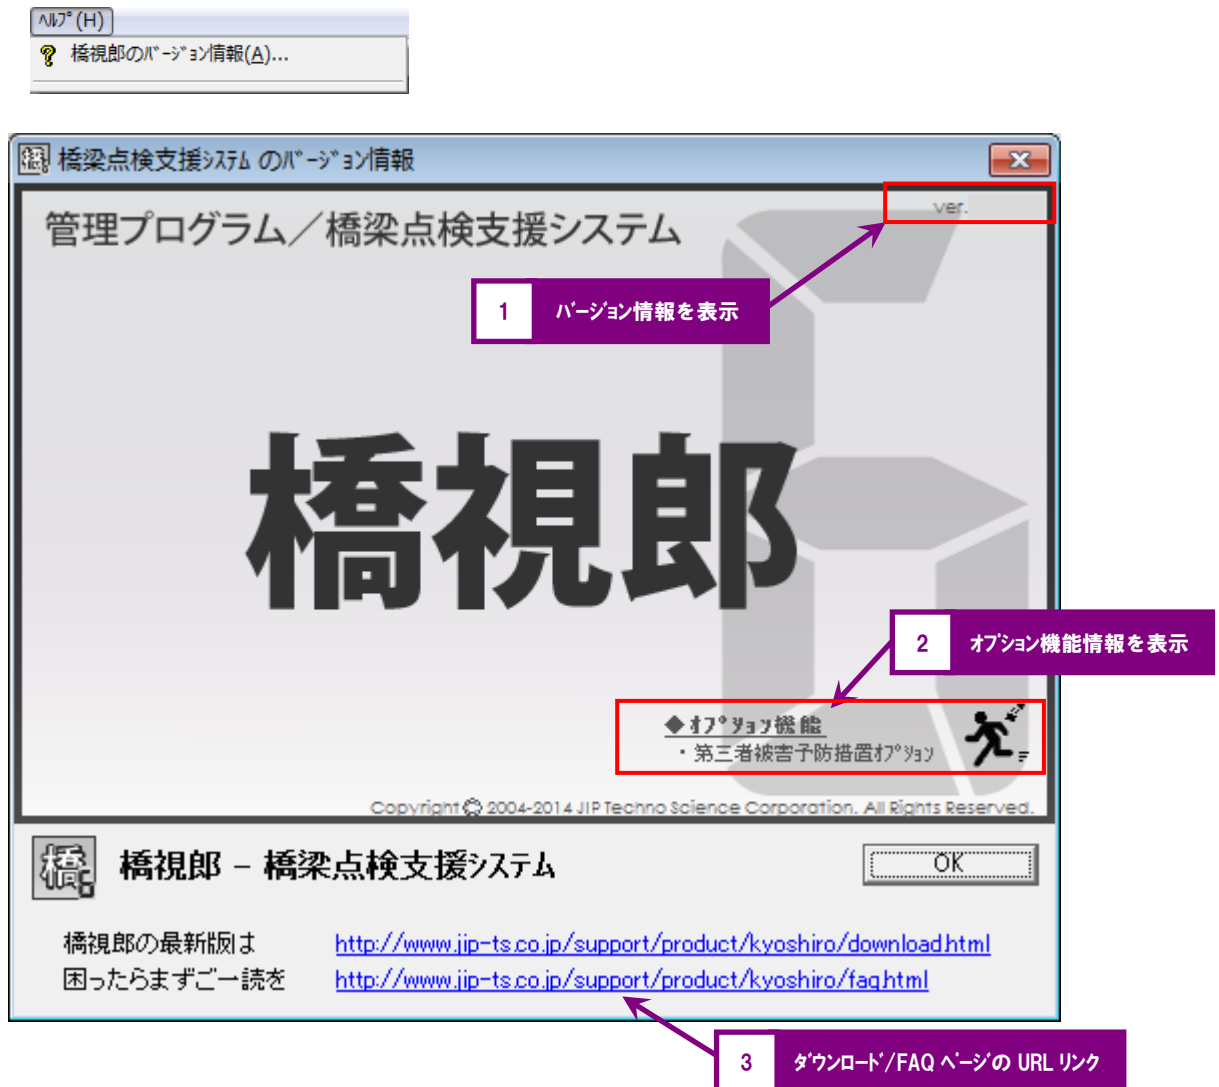 ﾍﾙﾌﾟ(H)
橋視郎のﾊﾞｰｼﾞｮﾝ情報(A)...
橋梁点検支援ｼｽﾃﾑ のﾊﾞｰｼﾞｮﾝ情報
管理プログラム／橋梁点検支援システム
ver.
1 ﾊﾞｰｼﾞｮﾝ情報を表示
橋視郎
2 ｵﾌﾟｼｮﾝ機能情報を表示
◆ｵﾌﾟｼｮﾝ機能
・第三者被害予防措置ｵﾌﾟｼｮﾝ
Copyright © 2004-2014 JIP Techno Science Corporation. All Rights Reserved.
橋6
橋視郎 – 橋梁点検支援ｼｽﾃﾑ
OK
橋視郎の最新版は http://www.jip-ts.co.jp/support/product/kyoshiro/download.html
困ったらまずご一読を http://www.jip-ts.co.jp/support/product/kyoshiro/faq.html
3 ﾀﾞｳﾝﾛｰﾄﾞ/FAQ ﾍﾟｰｼﾞの URL ﾘﾝｸ